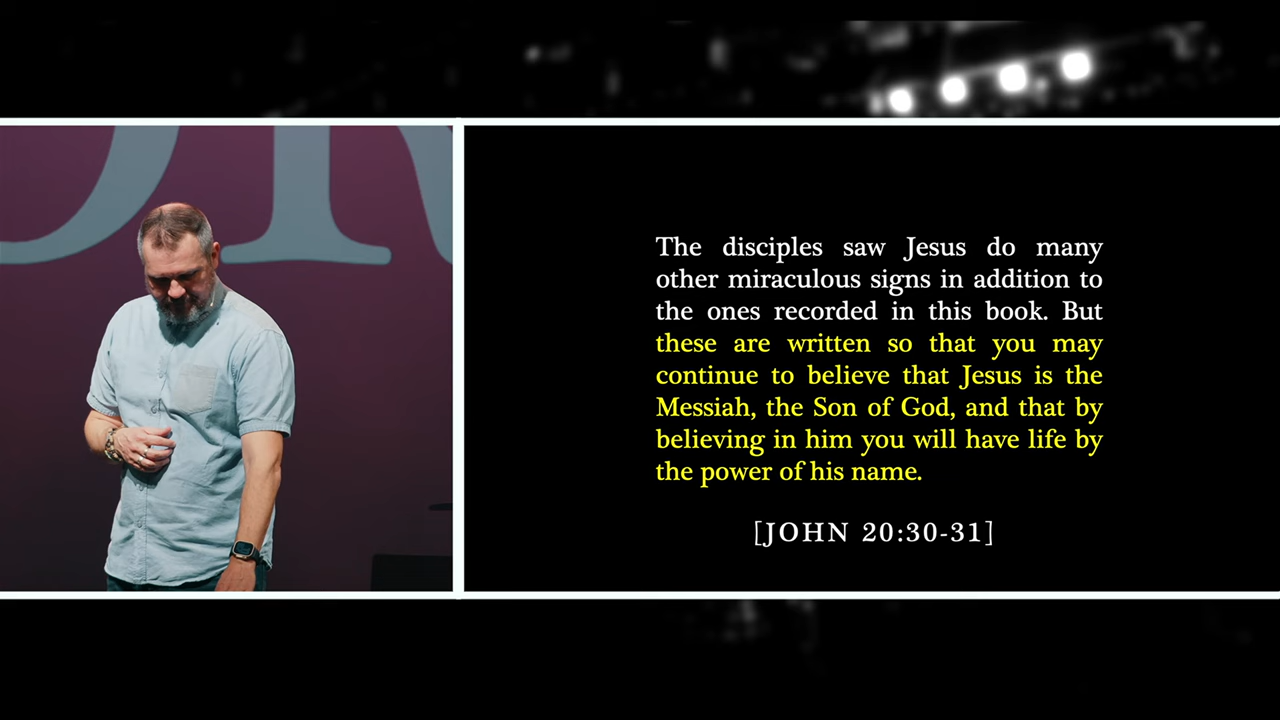 The disciples saw Jesus do many
other miraculous signs in addition to
the ones recorded in this book. But
these are written so that you may
continue to believe that Jesus is the
Messiah, the Son of God, and that by
believing in him you will have life by
the power of his name.
[JOHN 20:30-31]